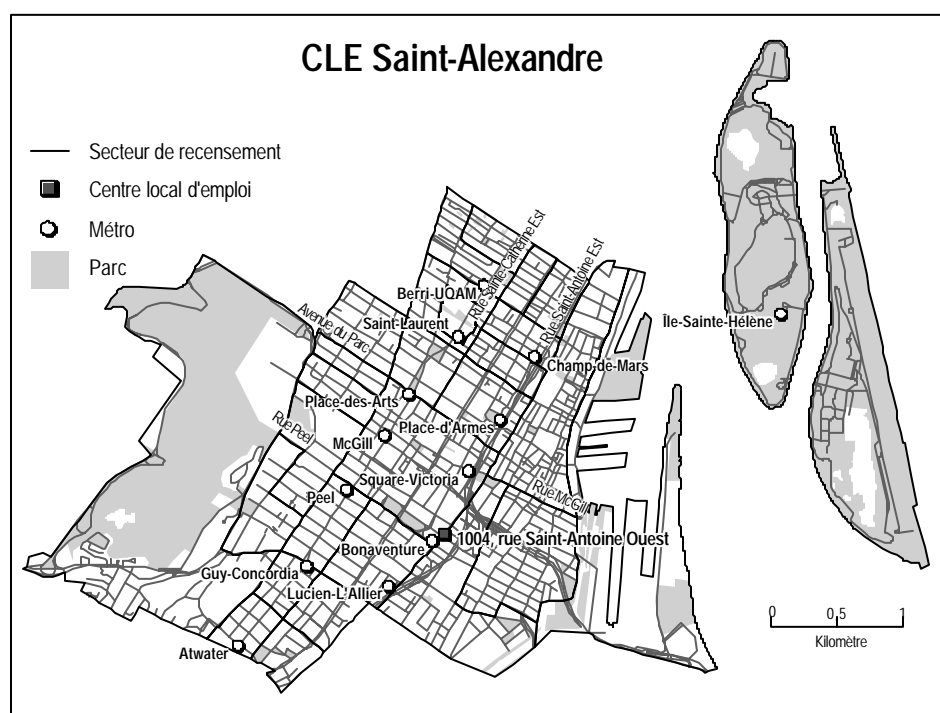 CLE Saint-Alexandre
Secteur de recensement
Centre local d'emploi
Métro
Parc
Berri-UQAM
Rue Sainte-Catherine Est
Rue Saint-Antoine Est
Saint-Laurent
Île-Sainte-Hélène
Avenue du Parc
Champ-de-Mars
Place-des-Arts
Place-d'Armes
Rue Peel
McGill
Square-Victoria
Rue McGill
Peel
1004, rue Saint-Antoine Ouest
Bonaventure
Guy-Concordia
Lucien-L'Allier
Atwater
0 0,5 1
Kilomètre